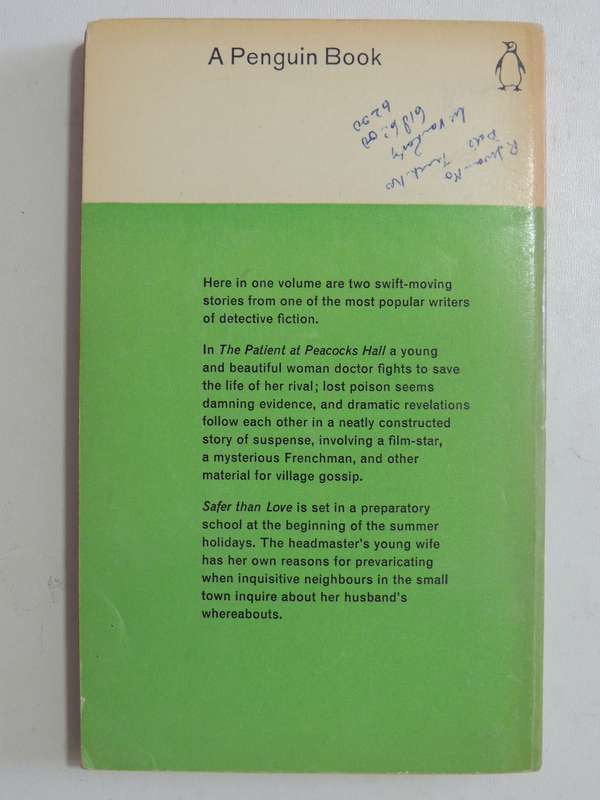 A Penguin Book
Here in one volume are two swift-moving
stories from one of the most popular writers
of detective fiction.
In The Patient at Peacocks Hall a young
and beautiful woman doctor fights to save
the life of her rival; lost poison seems
damning evidence, and dramatic revelations
follow each other in a neatly constructed
story of suspense, involving a film-star,
a mysterious Frenchman, and other
material for village gossip.
Safer than Love is set in a preparatory
school at the beginning of the summer
holidays. The headmaster's young wife
has her own reasons for prevaricating
when inquisitive neighbours in the small
town inquire about her husband's
whereabouts.